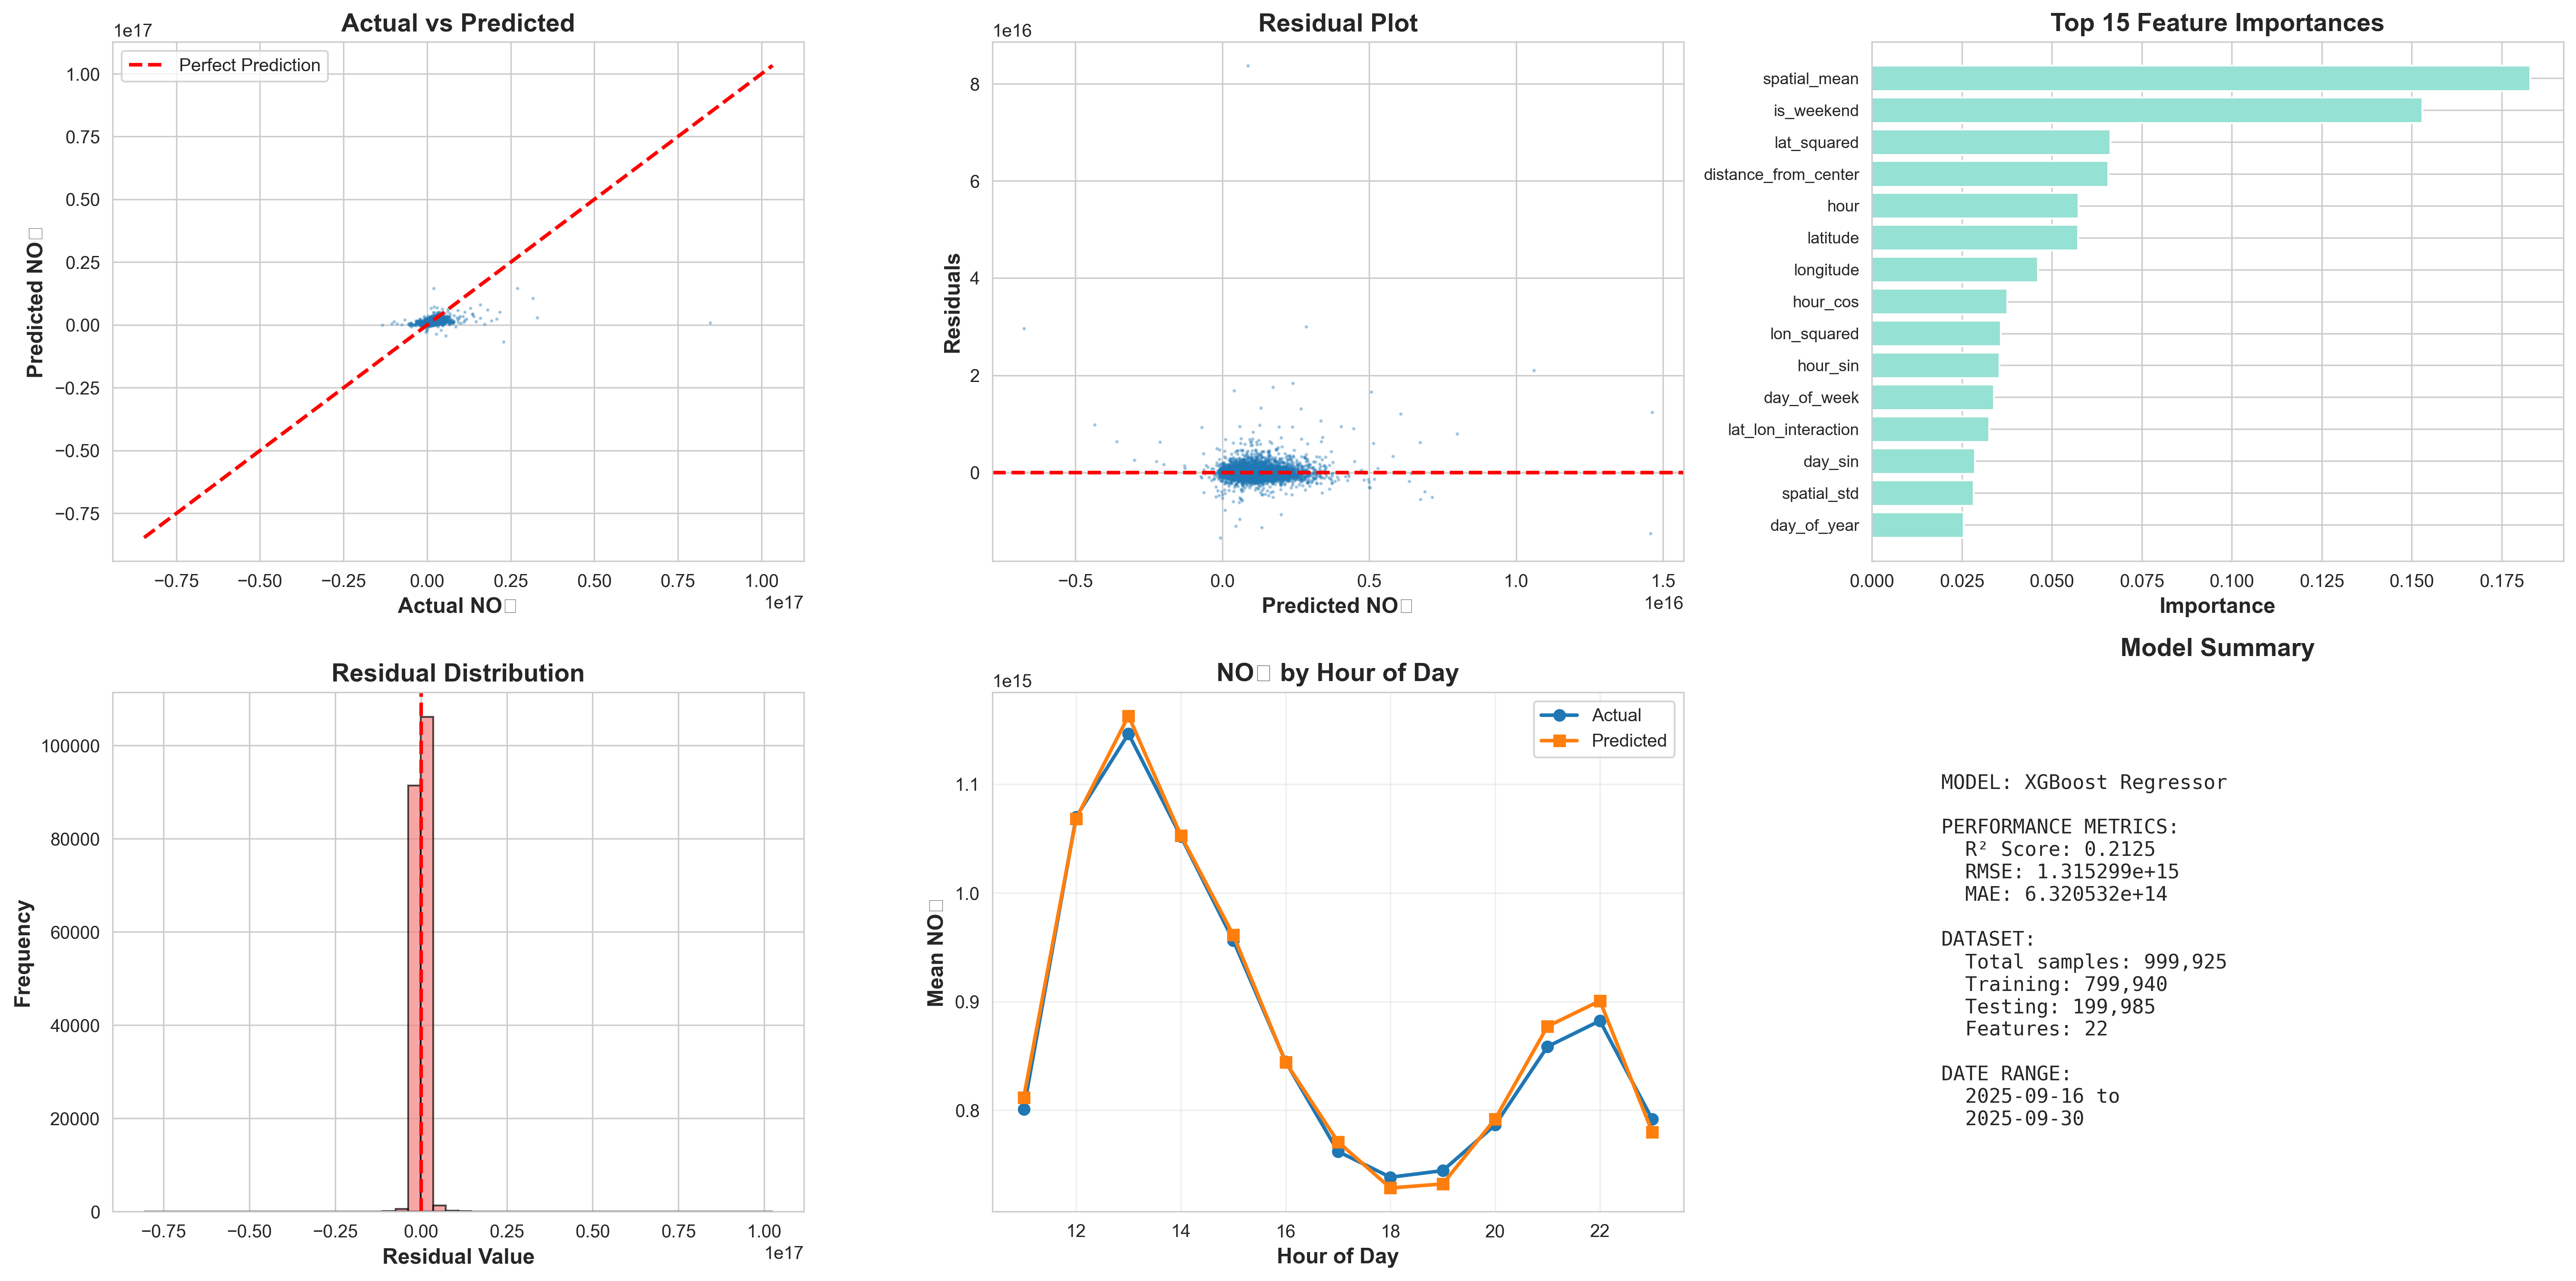 Actual vs Predicted
1e17
Perfect Prediction
1.00
0.75
0.50
0.25
0.00
−0.25
−0.50
−0.75
Predicted NO□
−0.75 −0.50 −0.25 0.00 0.25 0.50 0.75 1.00
1e17
Actual NO□
Residual Plot
1e16
8
6
4
2
0
Residuals
−0.5 0.0 0.5 1.0 1.5
1e16
Predicted NO□
Top 15 Feature Importances
spatial_mean
is_weekend
lat_squared
distance_from_center
hour
latitude
longitude
hour_cos
lon_squared
hour_sin
day_of_week
lat_lon_interaction
day_sin
spatial_std
day_of_year
0.000 0.025 0.050 0.075 0.100 0.125 0.150 0.175
Importance
Residual Distribution
100000
80000
60000
40000
20000
0
Frequency
−0.75 −0.50 −0.25 0.00 0.25 0.50 0.75 1.00
1e17
Residual Value
NO□ by Hour of Day
1e15
Actual
Predicted
1.1
1.0
0.9
0.8
Mean NO□
12 14 16 18 20 22
Hour of Day
Model Summary
MODEL: XGBoost Regressor
PERFORMANCE METRICS:
R² Score: 0.2125
RMSE: 1.315299e+15
MAE: 6.320532e+14
DATASET:
Total samples: 999,925
Training: 799,940
Testing: 199,985
Features: 22
DATE RANGE:
2025-09-16 to
2025-09-30